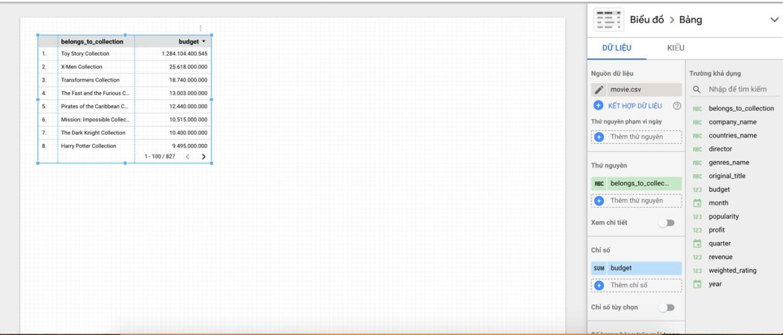 belongs_to_collection budget
1. Toy Story Collection 1.284.104.400.545
2. X-Men Collection 25.618.000.000
3. Transformers Collection 18.740.000.000
4. The Fast and the Furious C... 13.003.000.000
5. Pirates of the Caribbean C... 12.440.000.000
6. Mission: Impossible Collec... 10.515.000.000
7. The Dark Knight Collection 10.400.000.000
8. Harry Potter Collection 9.495.000.000
1 - 100 / 827
Biểu đồ > Bảng
DỮ LIỆU KIỂU
Nguồn dữ liệu
movie.csv
KẾT HỢP DỮ LIỆU
Thứ nguyên phạm vi ngày
Thêm thứ nguyên
Thứ nguyên
ABC belongs_to_collec...
Thêm thứ nguyên
Xem chi tiết
Chỉ số
SUM budget
Thêm chỉ số
Chỉ số tùy chọn
Trường khả dụng
Nhập để tìm kiếm
ABC belongs_to_collection
ABC company_name
ABC countries_name
ABC director
ABC genres_name
ABC original_title
123 budget
month
123 popularity
123 profit
quarter
123 revenue
123 weighted_rating
year